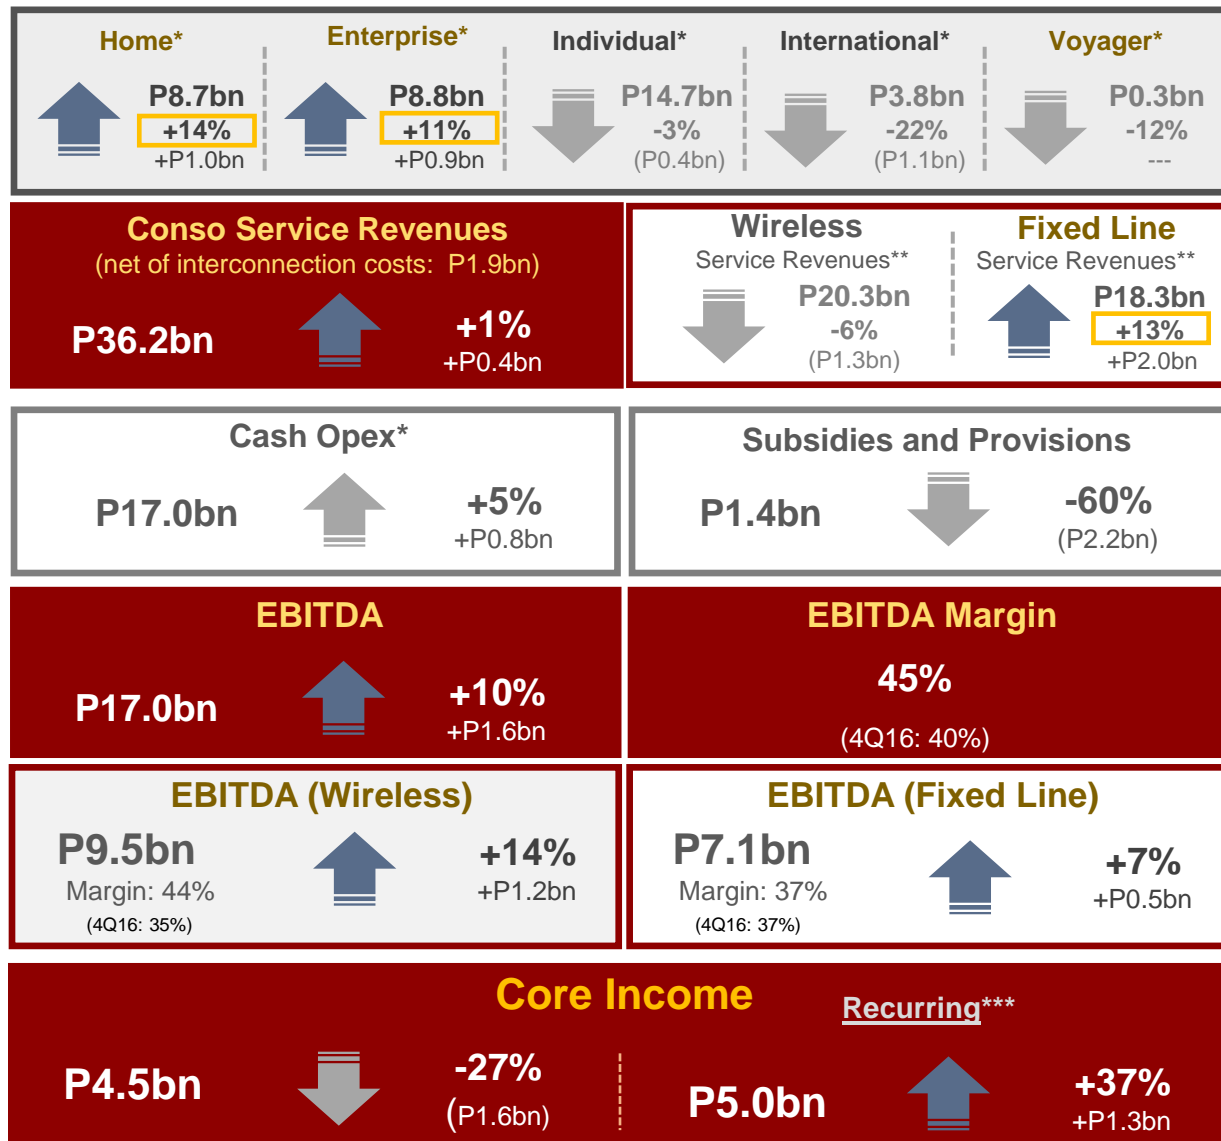 Home*
P8.7bn
+14%
+P1.0bn
Enterprise*
P8.8bn
+11%
+P0.9bn
Individual*
P14.7bn
-3%
(P0.4bn)
International*
P3.8bn
-22%
(P1.1bn)
Voyager*
P0.3bn
-12%
---
Conso Service Revenues
(net of interconnection costs: P1.9bn)
P36.2bn
+1%
+P0.4bn
Wireless
Service Revenues**
P20.3bn
-6%
(P1.3bn)
Fixed Line
Service Revenues**
P18.3bn
+13%
+P2.0bn
Cash Opex*
P17.0bn
+5%
+P0.8bn
Subsidies and Provisions
P1.4bn
-60%
(P2.2bn)
EBITDA
P17.0bn
+10%
+P1.6bn
EBITDA Margin
45%
(4Q16: 40%)
EBITDA (Wireless)
P9.5bn
Margin: 44%
(4Q16: 35%)
+14%
+P1.2bn
EBITDA (Fixed Line)
P7.1bn
Margin: 37%
(4Q16: 37%)
+7%
+P0.5bn
Core Income
P4.5bn
-27%
(P1.6bn)
Recurring***
P5.0bn
+37%
+P1.3bn